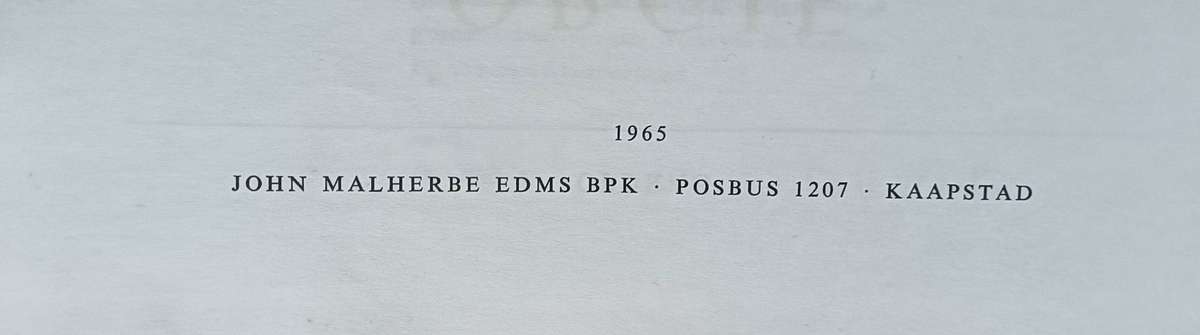 1965
JOHN MALHERBE EDMS BPK · POSBUS 1207 · KAAPSTAD